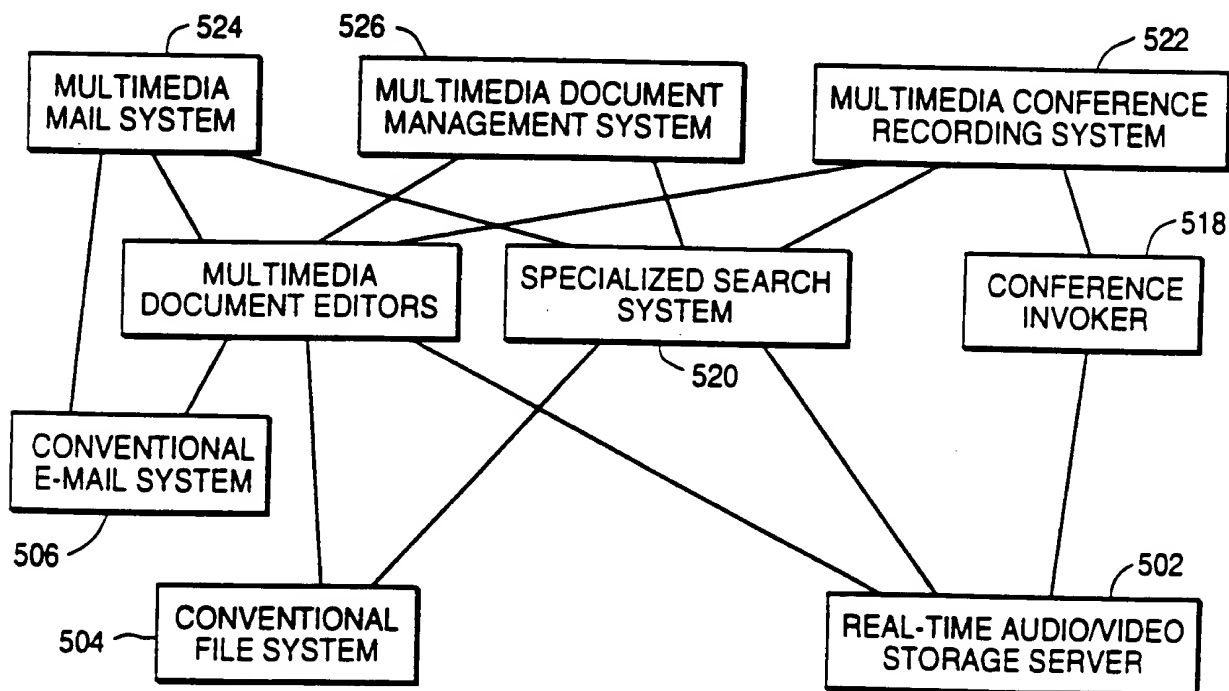 524
526
522
MULTIMEDIA
MAIL SYSTEM
MULTIMEDIA DOCUMENT
MANAGEMENT SYSTEM
MULTIMEDIA CONFERENCE
RECORDING SYSTEM
518
MULTIMEDIA
DOCUMENT EDITORS
SPECIALIZED SEARCH
SYSTEM
CONFERENCE
INVOKER
520
CONVENTIONAL
E-MAIL SYSTEM
506
502
504
CONVENTIONAL
FILE SYSTEM
REAL-TIME AUDIO/VIDEO
STORAGE SERVER